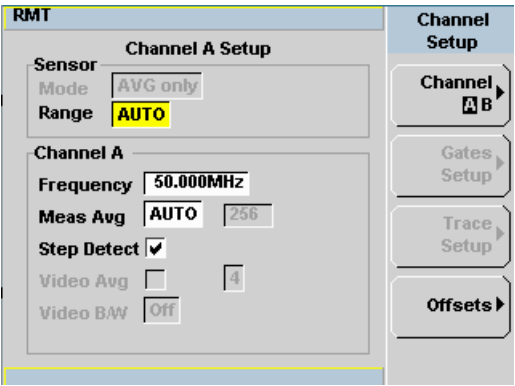 RMT
Channel A Setup
Sensor
Mode AVG only
Range AUTO
Channel A
Frequency 50.000MHz
Meas Avg AUTO 256
Step Detect
Video Avg 4
Video B/W Off
Channel
Setup
Channel
A B
Gates
Setup
Trace
Setup
Offsets